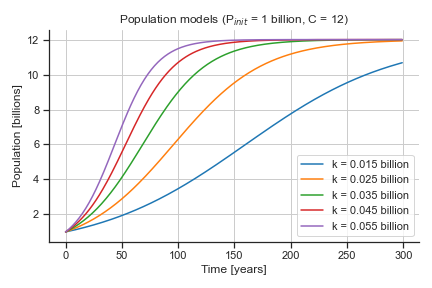 Population models (P_init = 1 billion, C = 12)
Population [billions]
12
10
8
6
4
2
k = 0.015 billion
k = 0.025 billion
k = 0.035 billion
k = 0.045 billion
k = 0.055 billion
0 50 100 150 200 250 300
Time [years]